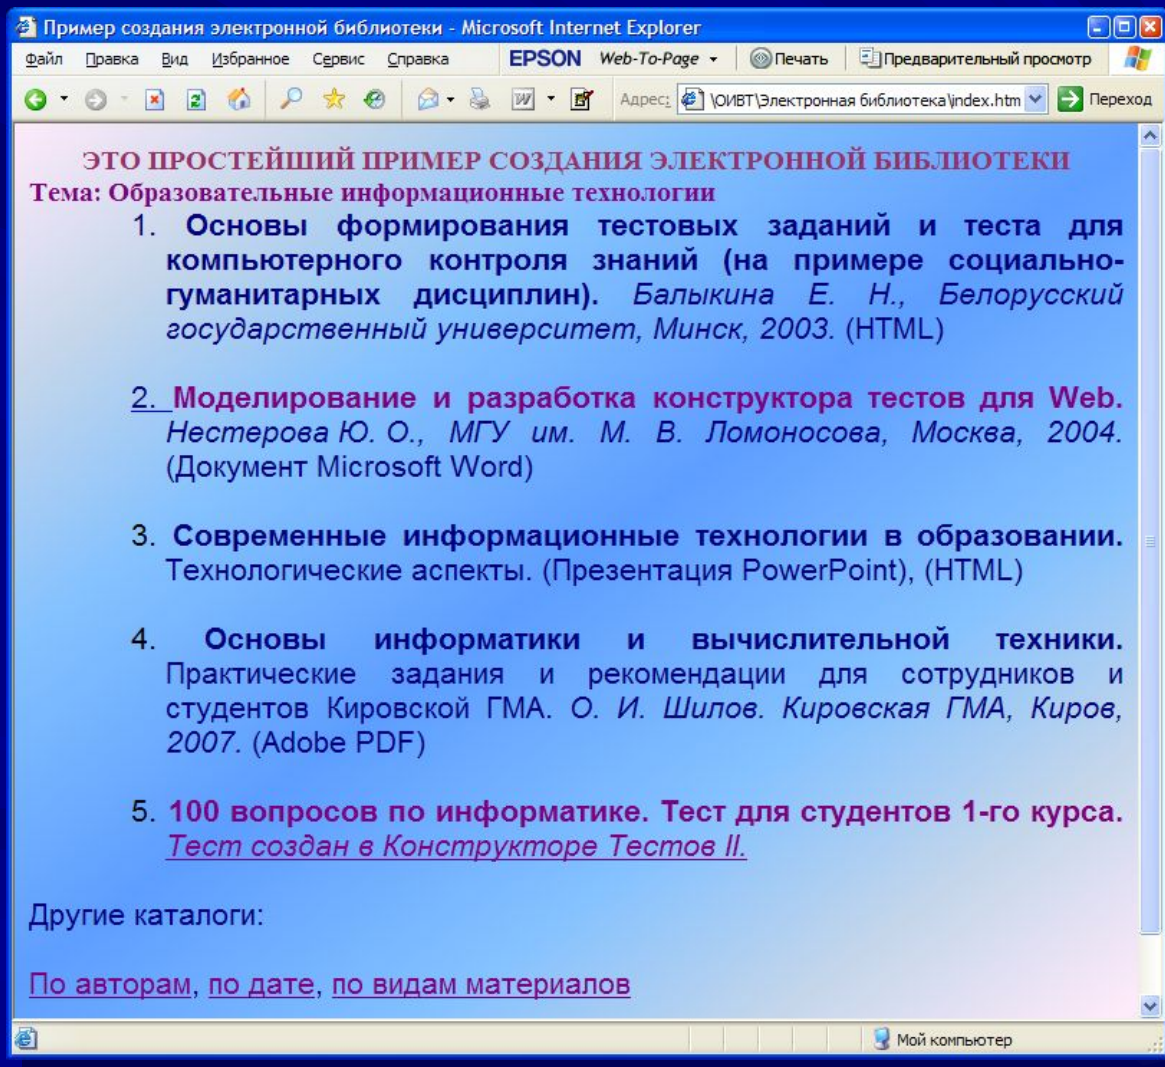 Пример создания электронной библиотеки - Microsoft Internet Explorer
Файл Правка Вид Избранное Сервис Справка EPSON Web-To-Page Печать Предварительный просмотр
Адрес: \ОИВТ\Электронная библиотека\index.htm Переход
ЭТО ПРОСТЕЙШИЙ ПРИМЕР СОЗДАНИЯ ЭЛЕКТРОННОЙ БИБЛИОТЕКИ
Тема: Образовательные информационные технологии
1. Основы формирования тестовых заданий и теста для
компьютерного контроля знаний (на примере социально-
гуманитарных дисциплин). Балыкина Е. Н., Белорусский
государственный университет, Минск, 2003. (HTML)
2. Моделирование и разработка конструктора тестов для Web.
Нестерова Ю. О., МГУ им. М. В. Ломоносова, Москва, 2004.
(Документ Microsoft Word)
3. Современные информационные технологии в образовании.
Технологические аспекты. (Презентация PowerPoint), (HTML)
4. Основы информатики и вычислительной техники.
Практические задания и рекомендации для сотрудников и
студентов Кировской ГМА. О. И. Шилов. Кировская ГМА, Киров,
2007. (Adobe PDF)
5. 100 вопросов по информатике. Тест для студентов 1-го курса.
Тест создан в Конструкторе Тестов II.
Другие каталоги:
По авторам, по дате, по видам материалов
Мой компьютер